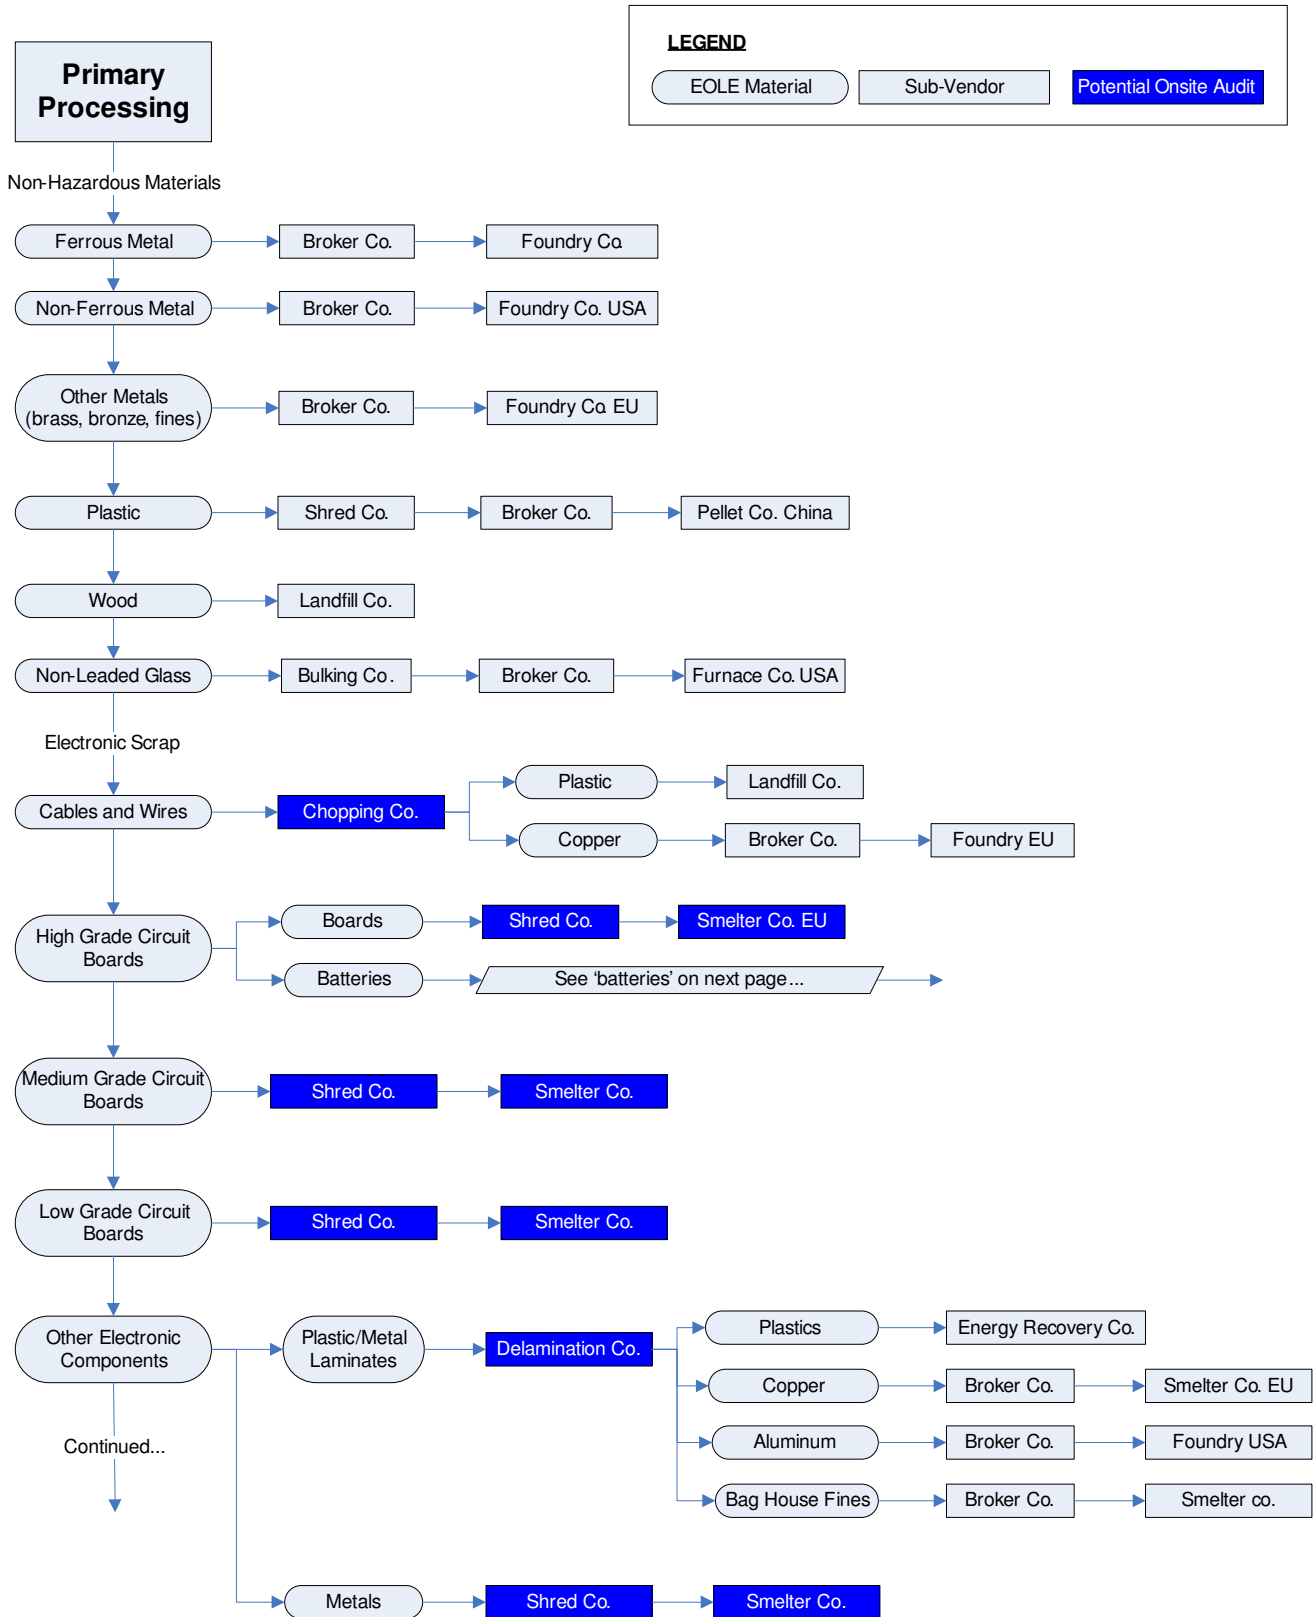 LEGEND
EOLE Material
Sub-Vendor
Potential Onsite Audit
Primary
Processing
Non-Hazardous Materials
Ferrous Metal
Broker Co.
Foundry Co.
Non-Ferrous Metal
Broker Co.
Foundry Co. USA
Other Metals
(brass, bronze, fines)
Broker Co.
Foundry Co. EU
Plastic
Shred Co.
Broker Co.
Pellet Co. China
Wood
Landfill Co.
Non-Leaded Glass
Bulking Co.
Broker Co.
Furnace Co. USA
Electronic Scrap
Cables and Wires
Chopping Co.
Plastic
Landfill Co.
Copper
Broker Co.
Foundry EU
High Grade Circuit
Boards
Boards
Shred Co.
Smelter Co. EU
Batteries
See ‘batteries’ on next page...
Medium Grade Circuit
Boards
Shred Co.
Smelter Co.
Low Grade Circuit
Boards
Shred Co.
Smelter Co.
Other Electronic
Components
Plastic/Metal
Laminates
Delamination Co.
Plastics
Energy Recovery Co.
Copper
Broker Co.
Smelter Co. EU
Aluminum
Broker Co.
Foundry USA
Bag House Fines
Broker Co.
Smelter co.
Continued...
Metals
Shred Co.
Smelter Co.